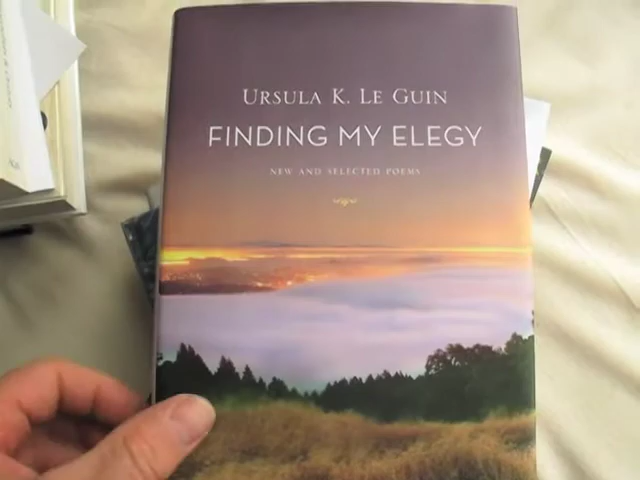 URSULA K. LE GUIN
FINDING MY ELEGY
NEW AND SELECTED POEMS